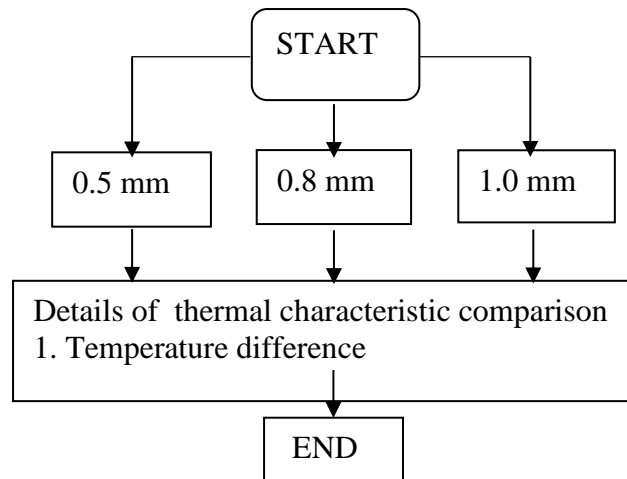 START
0.5 mm
0.8 mm
1.0 mm
Details of thermal characteristic comparison
1. Temperature difference
END